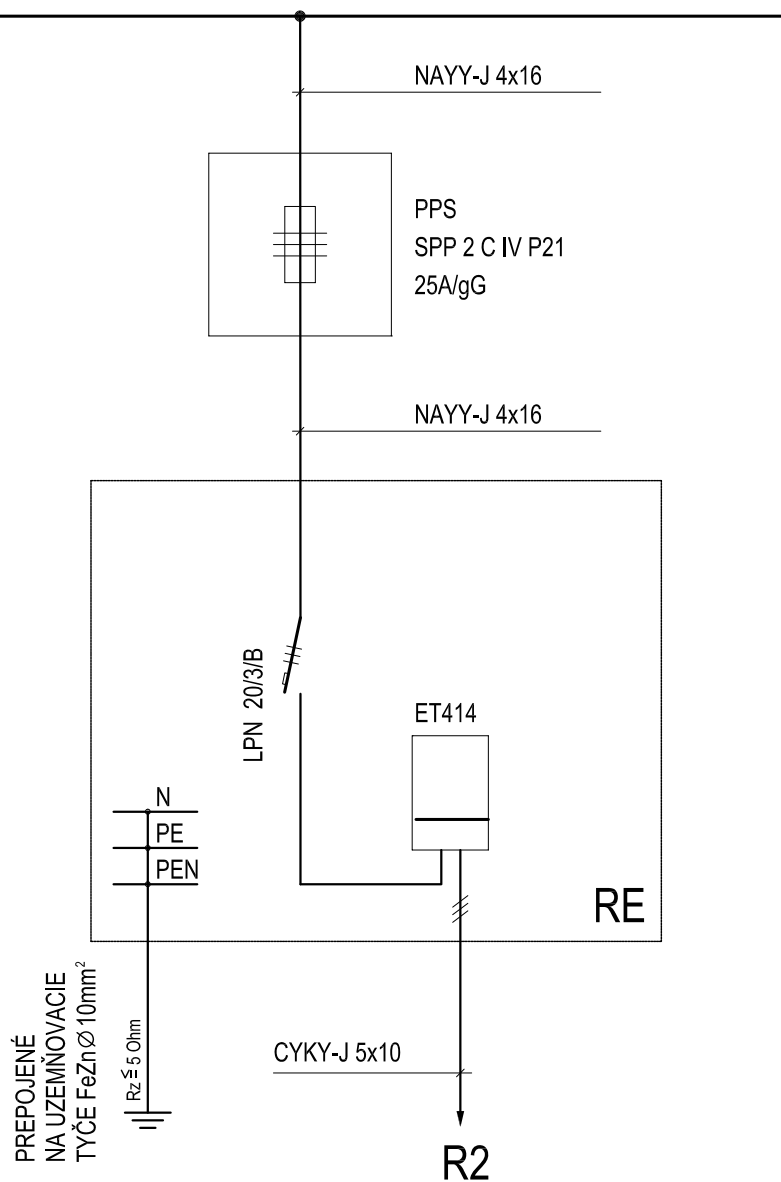 NAYY-J 4x16
PPS
SPP 2 C IV P21
25A/gG
NAYY-J 4x16
LPN 20/3/B
ET414
N
PE
PEN
RE
PREPOJENÉ
NA UZEMŇOVACIE
TYČE FeZn Ø 10mm²
Rz ≦ 5 Ohm
CYKY-J 5x10
R2